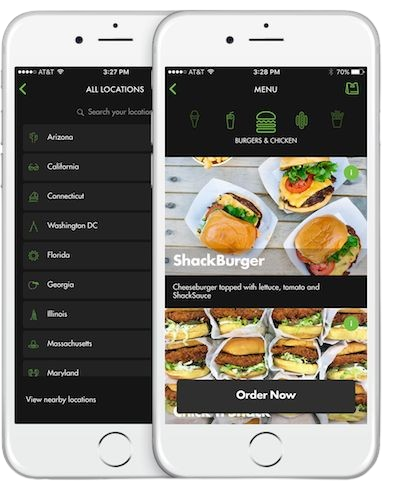 AT&T
3:27 PM
ALL LOCATIONS
Search your location
Arizona
California
Connecticut
Washington DC
Florida
Georgia
Illinois
Massachusetts
Maryland
View nearby locations
AT&T
3:28 PM
70%
MENU
BURGERS & CHICKEN
i
ShackBurger
Cheeseburger topped with lettuce, tomato and
ShackSauce
i
Order Now